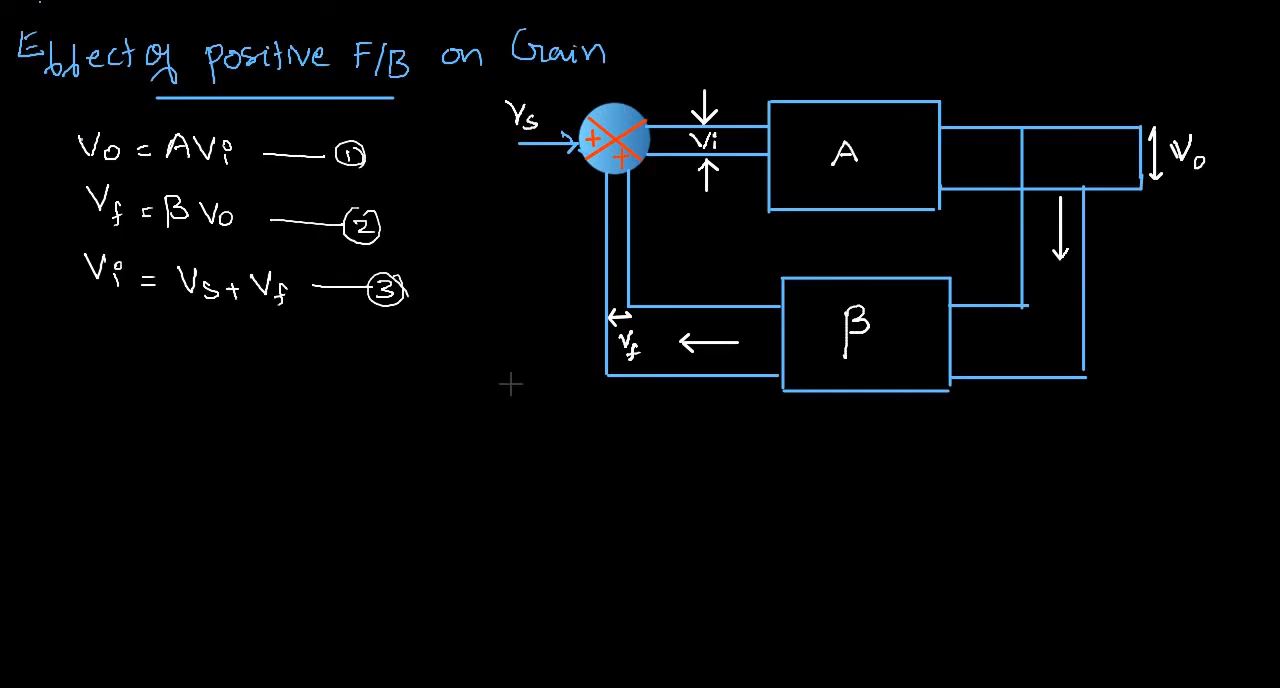 Effect of positive F/B on Gain
Vo = AVi — ①
Vf = β Vo — ②
Vi = Vs + Vf — ③
Vs
+
+
Vi
A
Vo
β
Vf